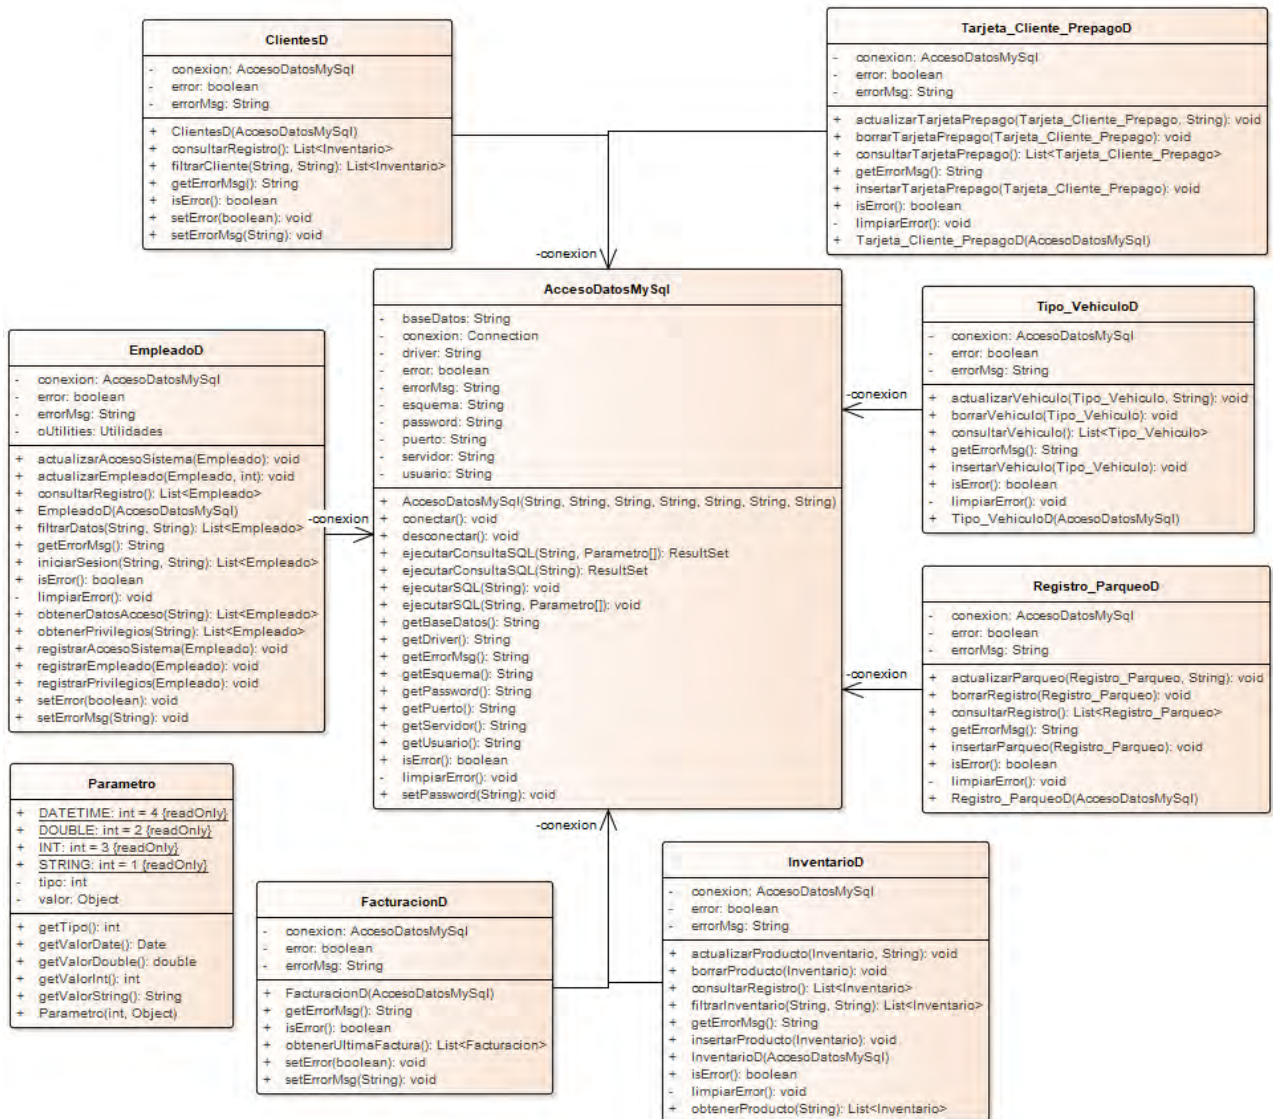 ClientesD
- conexion: AccesoDatosMySql
- error: boolean
- errorMsg: String
+ ClientesD(AccesoDatosMySql)
+ consultarRegistro(): List<Inventario>
+ filtrarCliente(String, String): List<Inventario>
+ getErrorMsg(): String
+ isError(): boolean
+ setError(boolean): void
+ setErrorMsg(String): void
Tarjeta_Cliente_PrepagoD
- conexion: AccesoDatosMySql
- error: boolean
- errorMsg: String
+ actualizarTarjetaPrepago(Tarjeta_Cliente_Prepago, String): void
+ borrarTarjetaPrepago(Tarjeta_Cliente_Prepago): void
+ consultarTarjetaPrepago(): List<Tarjeta_Cliente_Prepago>
+ getErrorMsg(): String
+ insertarTarjetaPrepago(Tarjeta_Cliente_Prepago): void
+ isError(): boolean
- limpiarError(): void
+ Tarjeta_Cliente_PrepagoD(AccesoDatosMySql)
-conexion
AccesoDatosMySql
- baseDatos: String
- conexion: Connection
- driver: String
- error: boolean
- errorMsg: String
- esquema: String
- password: String
- puerto: String
- servidor: String
- usuario: String
+ AccesoDatosMySql(String, String, String, String, String, String, String)
+ conectar(): void
+ desconectar(): void
+ ejecutarConsultaSQL(String, Parametro[]): ResultSet
+ ejecutarConsultaSQL(String): ResultSet
+ ejecutarSQL(String): void
+ ejecutarSQL(String, Parametro[]): void
+ getBaseDatos(): String
+ getDriver(): String
+ getErrorMsg(): String
+ getEsquema(): String
+ getPassword(): String
+ getPuerto(): String
+ getServidor(): String
+ getUsuario(): String
+ isError(): boolean
- limpiarError(): void
+ setPassword(String): void
EmpleadoD
- conexion: AccesoDatosMySql
- error: boolean
- errorMsg: String
- oUtilities: Utilidades
+ actualizarAccesoSistema(Empleado): void
+ actualizarEmpleado(Empleado, int): void
+ consultarRegistro(): List<Empleado>
+ EmpleadoD(AccesoDatosMySql)
+ filtrarDatos(String, String): List<Empleado>
+ getErrorMsg(): String
+ iniciarSesion(String, String): List<Empleado>
+ isError(): boolean
- limpiarError(): void
+ obtenerDatosAcceso(String): List<Empleado>
+ obtenerPrivilegios(String): List<Empleado>
+ registrarAccesoSistema(Empleado): void
+ registrarEmpleado(Empleado): void
+ registrarPrivilegios(Empleado): void
+ setError(boolean): void
+ setErrorMsg(String): void
-conexion
Tipo_VehiculoD
- conexion: AccesoDatosMySql
- error: boolean
- errorMsg: String
+ actualizarVehiculo(Tipo_Vehiculo, String): void
+ borrarVehiculo(Tipo_Vehiculo): void
+ consultarVehiculo(): List<Tipo_Vehiculo>
+ getErrorMsg(): String
+ insertarVehiculo(Tipo_Vehiculo): void
+ isError(): boolean
- limpiarError(): void
+ Tipo_VehiculoD(AccesoDatosMySql)
-conexion
Registro_ParqueoD
- conexion: AccesoDatosMySql
- error: boolean
- errorMsg: String
+ actualizarParqueo(Registro_Parqueo, String): void
+ borrarRegistro(Registro_Parqueo): void
+ consultarRegistro(): List<Registro_Parqueo>
+ getErrorMsg(): String
+ insertarParqueo(Registro_Parqueo): void
+ isError(): boolean
- limpiarError(): void
+ Registro_ParqueoD(AccesoDatosMySql)
-conexion
Parametro
+ DATETIME: int = 4 {readOnly}
+ DOUBLE: int = 2 {readOnly}
+ INT: int = 3 {readOnly}
+ STRING: int = 1 {readOnly}
- tipo: int
- valor: Object
+ getTipo(): int
+ getValorDate(): Date
+ getValorDouble(): double
+ getValorInt(): int
+ getValorString(): String
+ Parametro(int, Object)
-conexion
FacturacionD
- conexion: AccesoDatosMySql
- error: boolean
- errorMsg: String
+ FacturacionD(AccesoDatosMySql)
+ getErrorMsg(): String
+ isError(): boolean
+ obtenerUltimaFactura(): List<Facturacion>
+ setError(boolean): void
+ setErrorMsg(String): void
InventarioD
- conexion: AccesoDatosMySql
- error: boolean
- errorMsg: String
+ actualizarProducto(Inventario, String): void
+ borrarProducto(Inventario): void
+ consultarRegistro(): List<Inventario>
+ filtrarInventario(String, String): List<Inventario>
+ getErrorMsg(): String
+ insertarProducto(Inventario): void
+ InventarioD(AccesoDatosMySql)
+ isError(): boolean
- limpiarError(): void
+ obtenerProducto(String): List<Inventario>